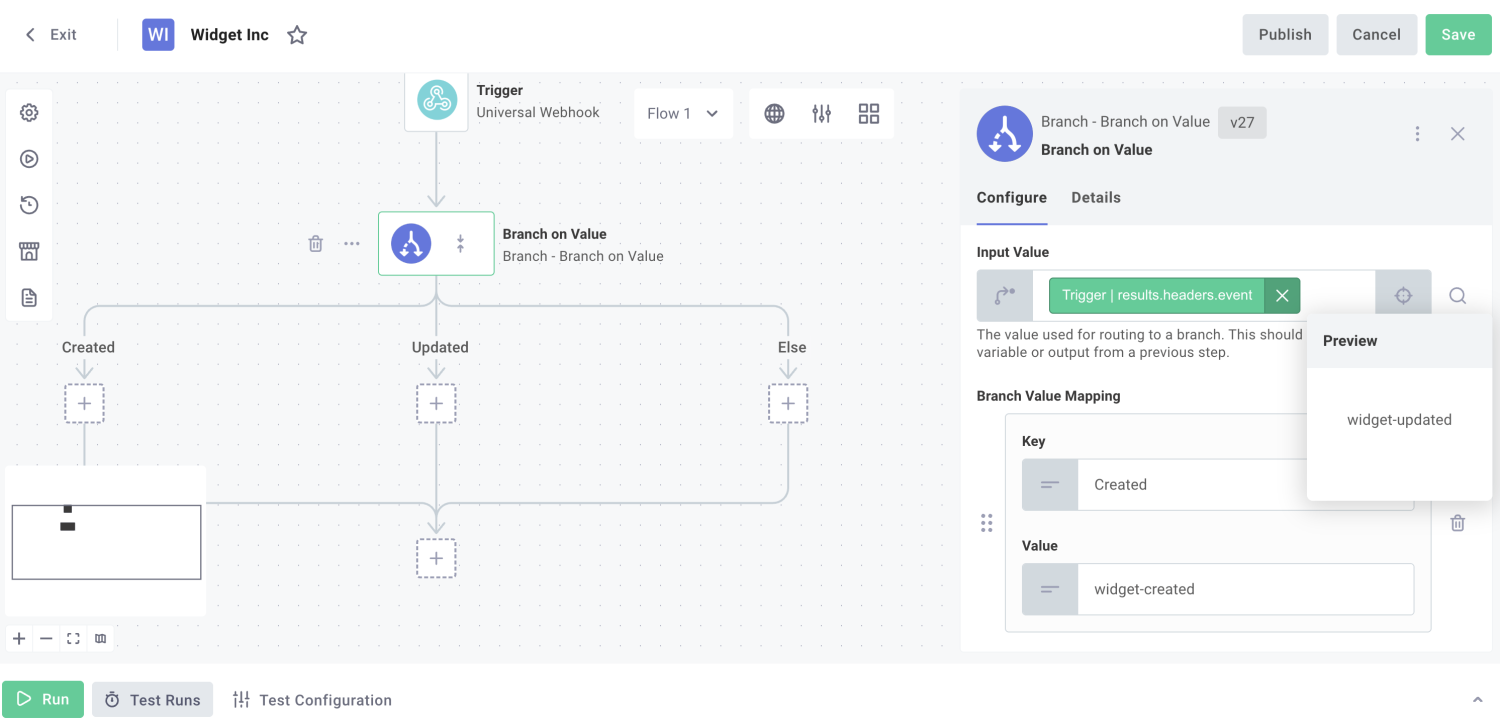 Exit
WI
Widget Inc
Publish
Cancel
Save
Trigger
Universal Webhook
Flow 1
Branch on Value
Branch - Branch on Value
Created
Updated
Else
Branch - Branch on Value
v27
Branch on Value
Configure
Details
Input Value
Trigger | results.headers.event
The value used for routing to a branch. This should
variable or output from a previous step.
Preview
widget-updated
Branch Value Mapping
Key
Created
Value
widget-created
Run
Test Runs
Test Configuration